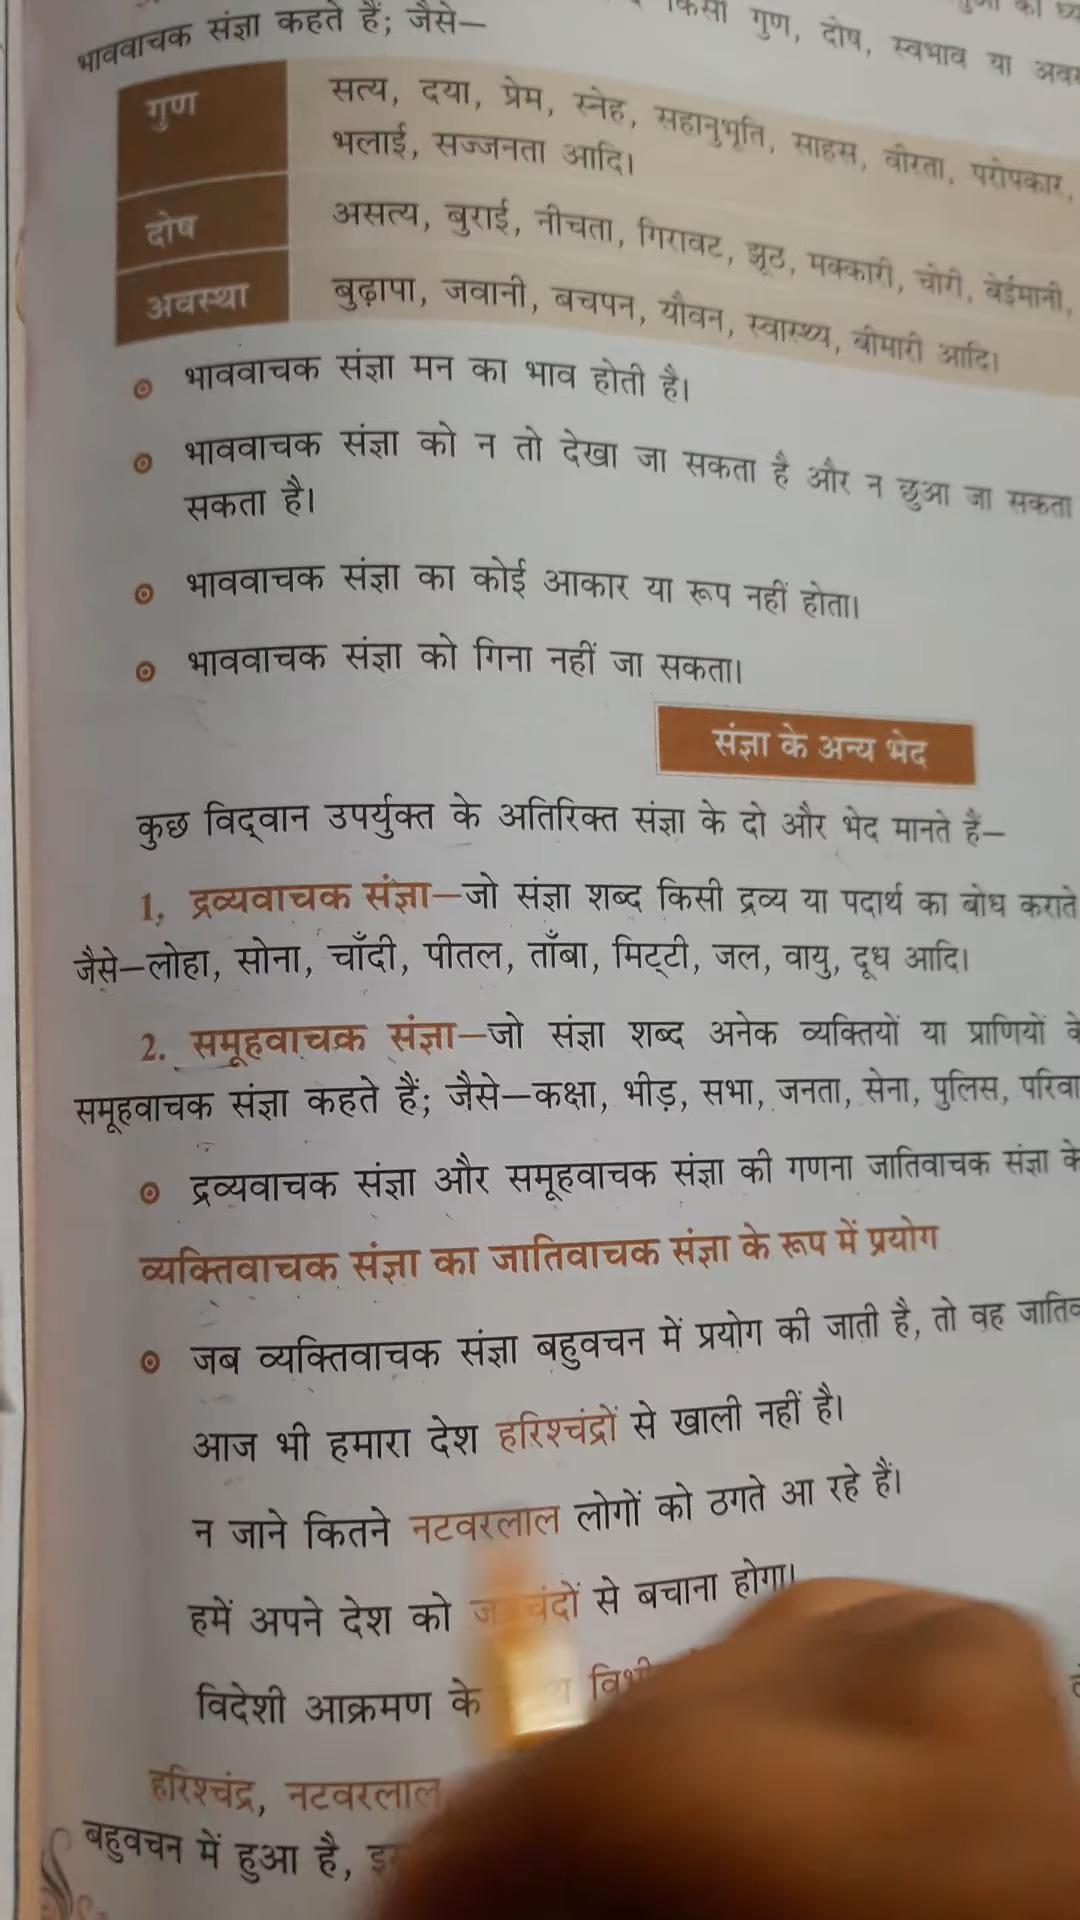 किसी गुण, दोष, स्वभाव या
भाववाचक संज्ञा कहते हैं; जैसे—
गुण
सत्य, दया, प्रेम, स्नेह, सहानुभूति, साहस, वीरता, परोपकार,
भलाई, सज्जनता आदि।
दोष
असत्य, बुराई, नीचता, गिरावट, झूठ, मक्कारी, चोरी, बेईमानी,
अवस्था
बुढ़ापा, जवानी, बचपन, यौवन, स्वास्थ्य, बीमारी आदि।
भाववाचक संज्ञा मन का भाव होती है।
भाववाचक संज्ञा को न तो देखा जा सकता है और न छुआ जा सकता
सकता है।
भाववाचक संज्ञा का कोई आकार या रूप नहीं होता।
भाववाचक संज्ञा को गिना नहीं जा सकता।
संज्ञा के अन्य भेद
कुछ विद्‌वान उपर्युक्त के अतिरिक्त संज्ञा के दो और भेद मानते हैं—
1. द्रव्यवाचक संज्ञा—जो संज्ञा शब्द किसी द्रव्य या पदार्थ का बोध कराते
जैसे—लोहा, सोना, चाँदी, पीतल, ताँबा, मिट्‌टी, जल, वायु, दूध आदि।
2. समूहवाचक संज्ञा—जो संज्ञा शब्द अनेक व्यक्तियों या प्राणियों
समूहवाचक संज्ञा कहते हैं; जैसे—कक्षा, भीड़, सभा, जनता, सेना, पुलिस,
द्रव्यवाचक संज्ञा और समूहवाचक संज्ञा की गणना जातिवाचक संज्ञा
व्यक्तिवाचक संज्ञा का जातिवाचक संज्ञा के रूप में प्रयोग
जब व्यक्तिवाचक संज्ञा बहुवचन में प्रयोग की जाती है, तो वह
आज भी हमारा देश हरिश्चंद्रों से खाली नहीं है।
न जाने कितने नटवरलाल लोगों को ठगते आ रहे हैं।
हमें अपने देश को से बचाना होगा।
विदेशी आक्रमण के
हरिश्चंद्र, नटवरलाल
बहुवचन में हुआ है,